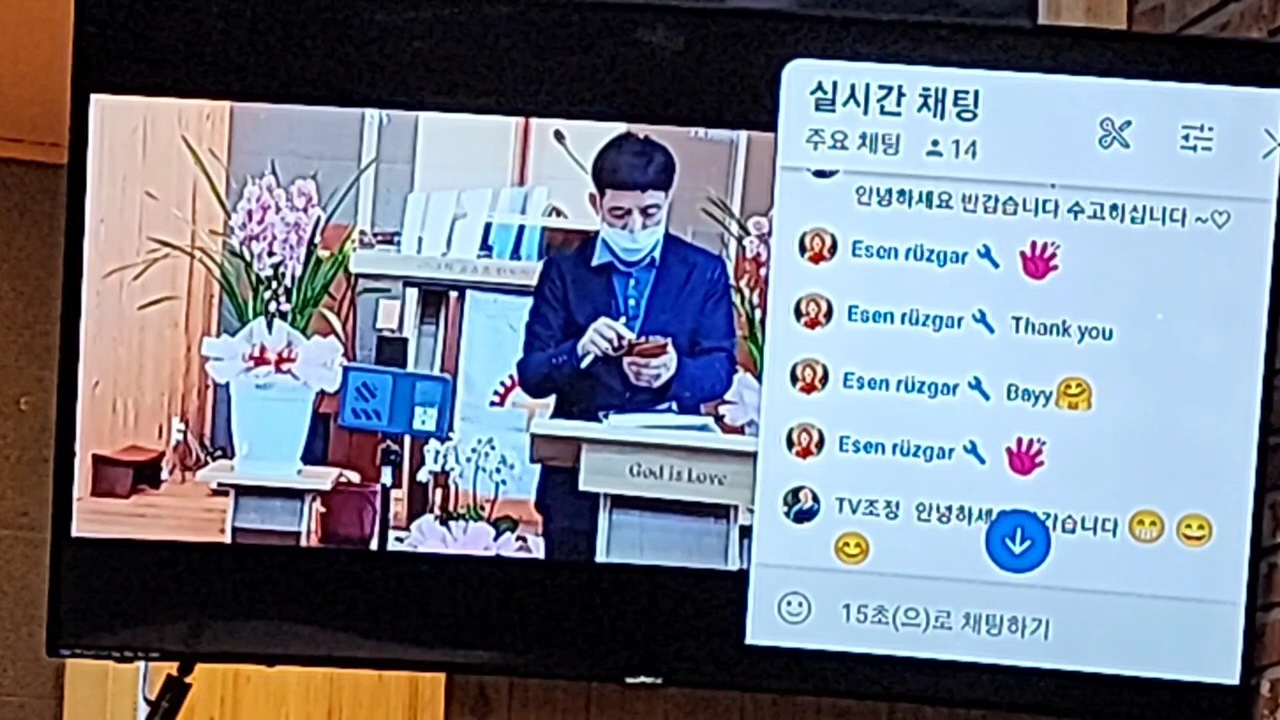 실시간 채팅
주요 채팅 14
안녕하세요 반갑습니다 수고하십니다 ~♡
Esen rüzgar
Esen rüzgar Thank you
Esen rüzgar Bayy🤗
Esen rüzgar
TV조정 안녕하세 갑습니다 😁 😄
😊
15초(으)로 채팅하기
God is Love